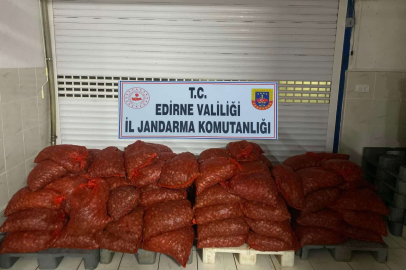 T.C.
EDİRNE VALİLİĞİ
İL JANDARMA KOMUTANLIĞI